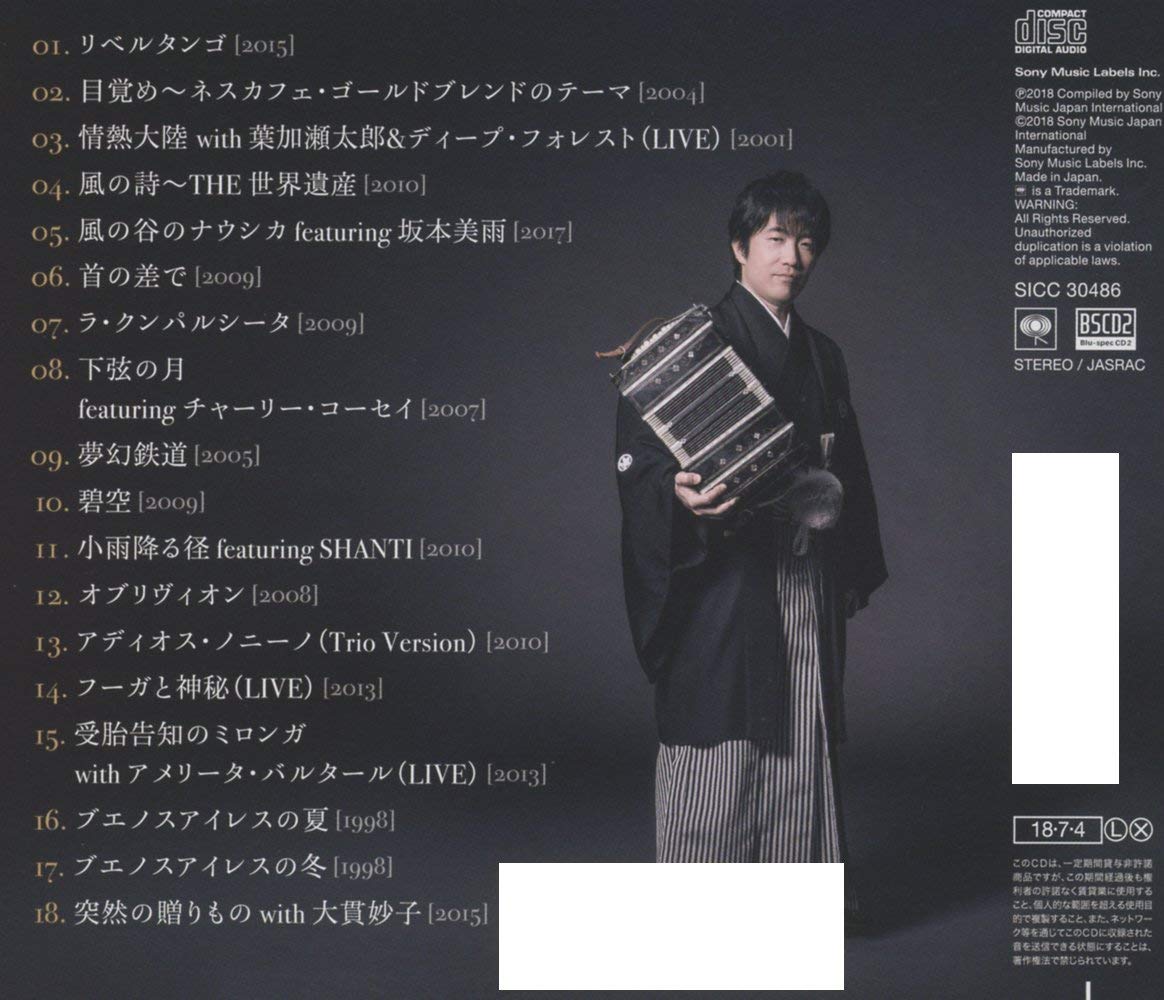 01. リベルタンゴ [2015]
02. 目覚め～ネスカフェ・ゴールドブレンドのテーマ [2004]
03. 情熱大陸 with 葉加瀬太郎&ディープ・フォレスト(LIVE) [2001]
04. 風の詩～THE 世界遺産 [2010]
05. 風の谷のナウシカ featuring 坂本美雨 [2017]
06. 首の差で [2009]
07. ラ・クンパルシータ [2009]
08. 下弦の月
featuring チャーリー・コーセイ [2007]
09. 夢幻鉄道 [2005]
10. 碧空 [2009]
11. 小雨降る径 featuring SHANTI [2010]
12. オブリヴィオン [2008]
13. アディオス・ノニーノ(Trio Version) [2010]
14. フーガと神秘(LIVE) [2013]
15. 受胎告知のミロンガ
with アメリータ・バルタール(LIVE) [2013]
16. ブエノスアイレスの夏 [1998]
17. ブエノスアイレスの冬 [1998]
18. 突然の贈りもの with 大貫妙子 [2015]
COMPACT
disc
DIGITAL AUDIO
Sony Music Labels Inc.
℗2018 Compiled by Sony
Music Japan International
©2018 Sony Music Japan
International
Manufactured by
Sony Music Labels Inc.
Made in Japan.
is a Trademark.
WARNING:
All Rights Reserved.
Unauthorized
duplication is a violation
of applicable laws.
SICC 30486
BSCD2
Blu-spec CD2
STEREO / JASRAC
18・7・4 Ⓛ Ⓧ
このCDは、一定期間貸与非許諾
商品ですが、この期間経過後も権
利者の許諾なく賃貸業に使用する
こと、個人的な範囲を超える使用目
的で複製すること、また、ネットワー
ク等を通じてこのCDに収録された
音を送信できる状態にすることは、
著作権法で禁じられています。